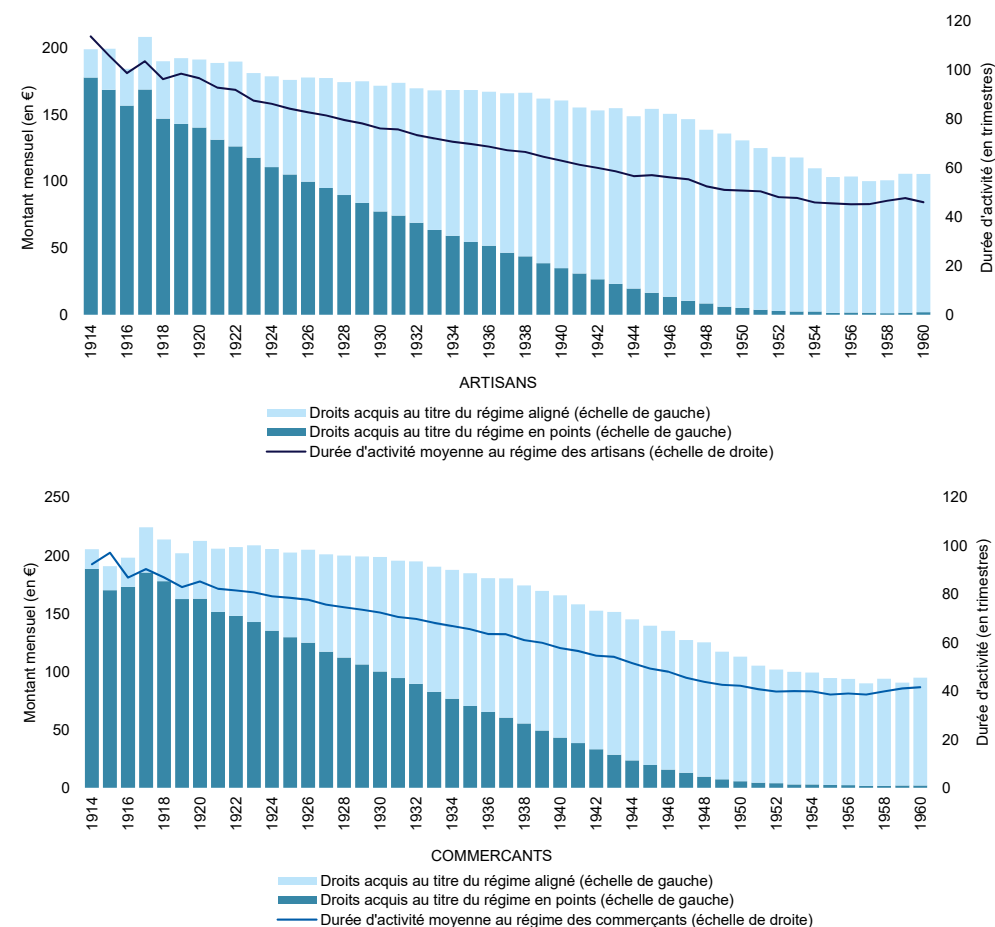 120
200
100
150
80
100
60
40
50
20
0
0
Montant mensuel (en €)
Durée d'activité (en trimestres)
1914 1916 1918 1920 1922 1924 1926 1928 1930 1932 1934 1936 1938 1940 1942 1944 1946 1948 1950 1952 1954 1956 1958 1960
ARTISANS
Droits acquis au titre du régime aligné (échelle de gauche)
Droits acquis au titre du régime en points (échelle de gauche)
Durée d'activité moyenne au régime des artisans (échelle de droite)
250
120
200
100
150
80
100
60
50
40
20
0
0
Montant mensuel (en €)
Durée d'activité (en trimestres)
1914 1916 1918 1920 1922 1924 1926 1928 1930 1932 1934 1936 1938 1940 1942 1944 1946 1948 1950 1952 1954 1956 1958 1960
COMMERCANTS
Droits acquis au titre du régime aligné (échelle de gauche)
Droits acquis au titre du régime en points (échelle de gauche)
Durée d'activité moyenne au régime des commerçants (échelle de droite)